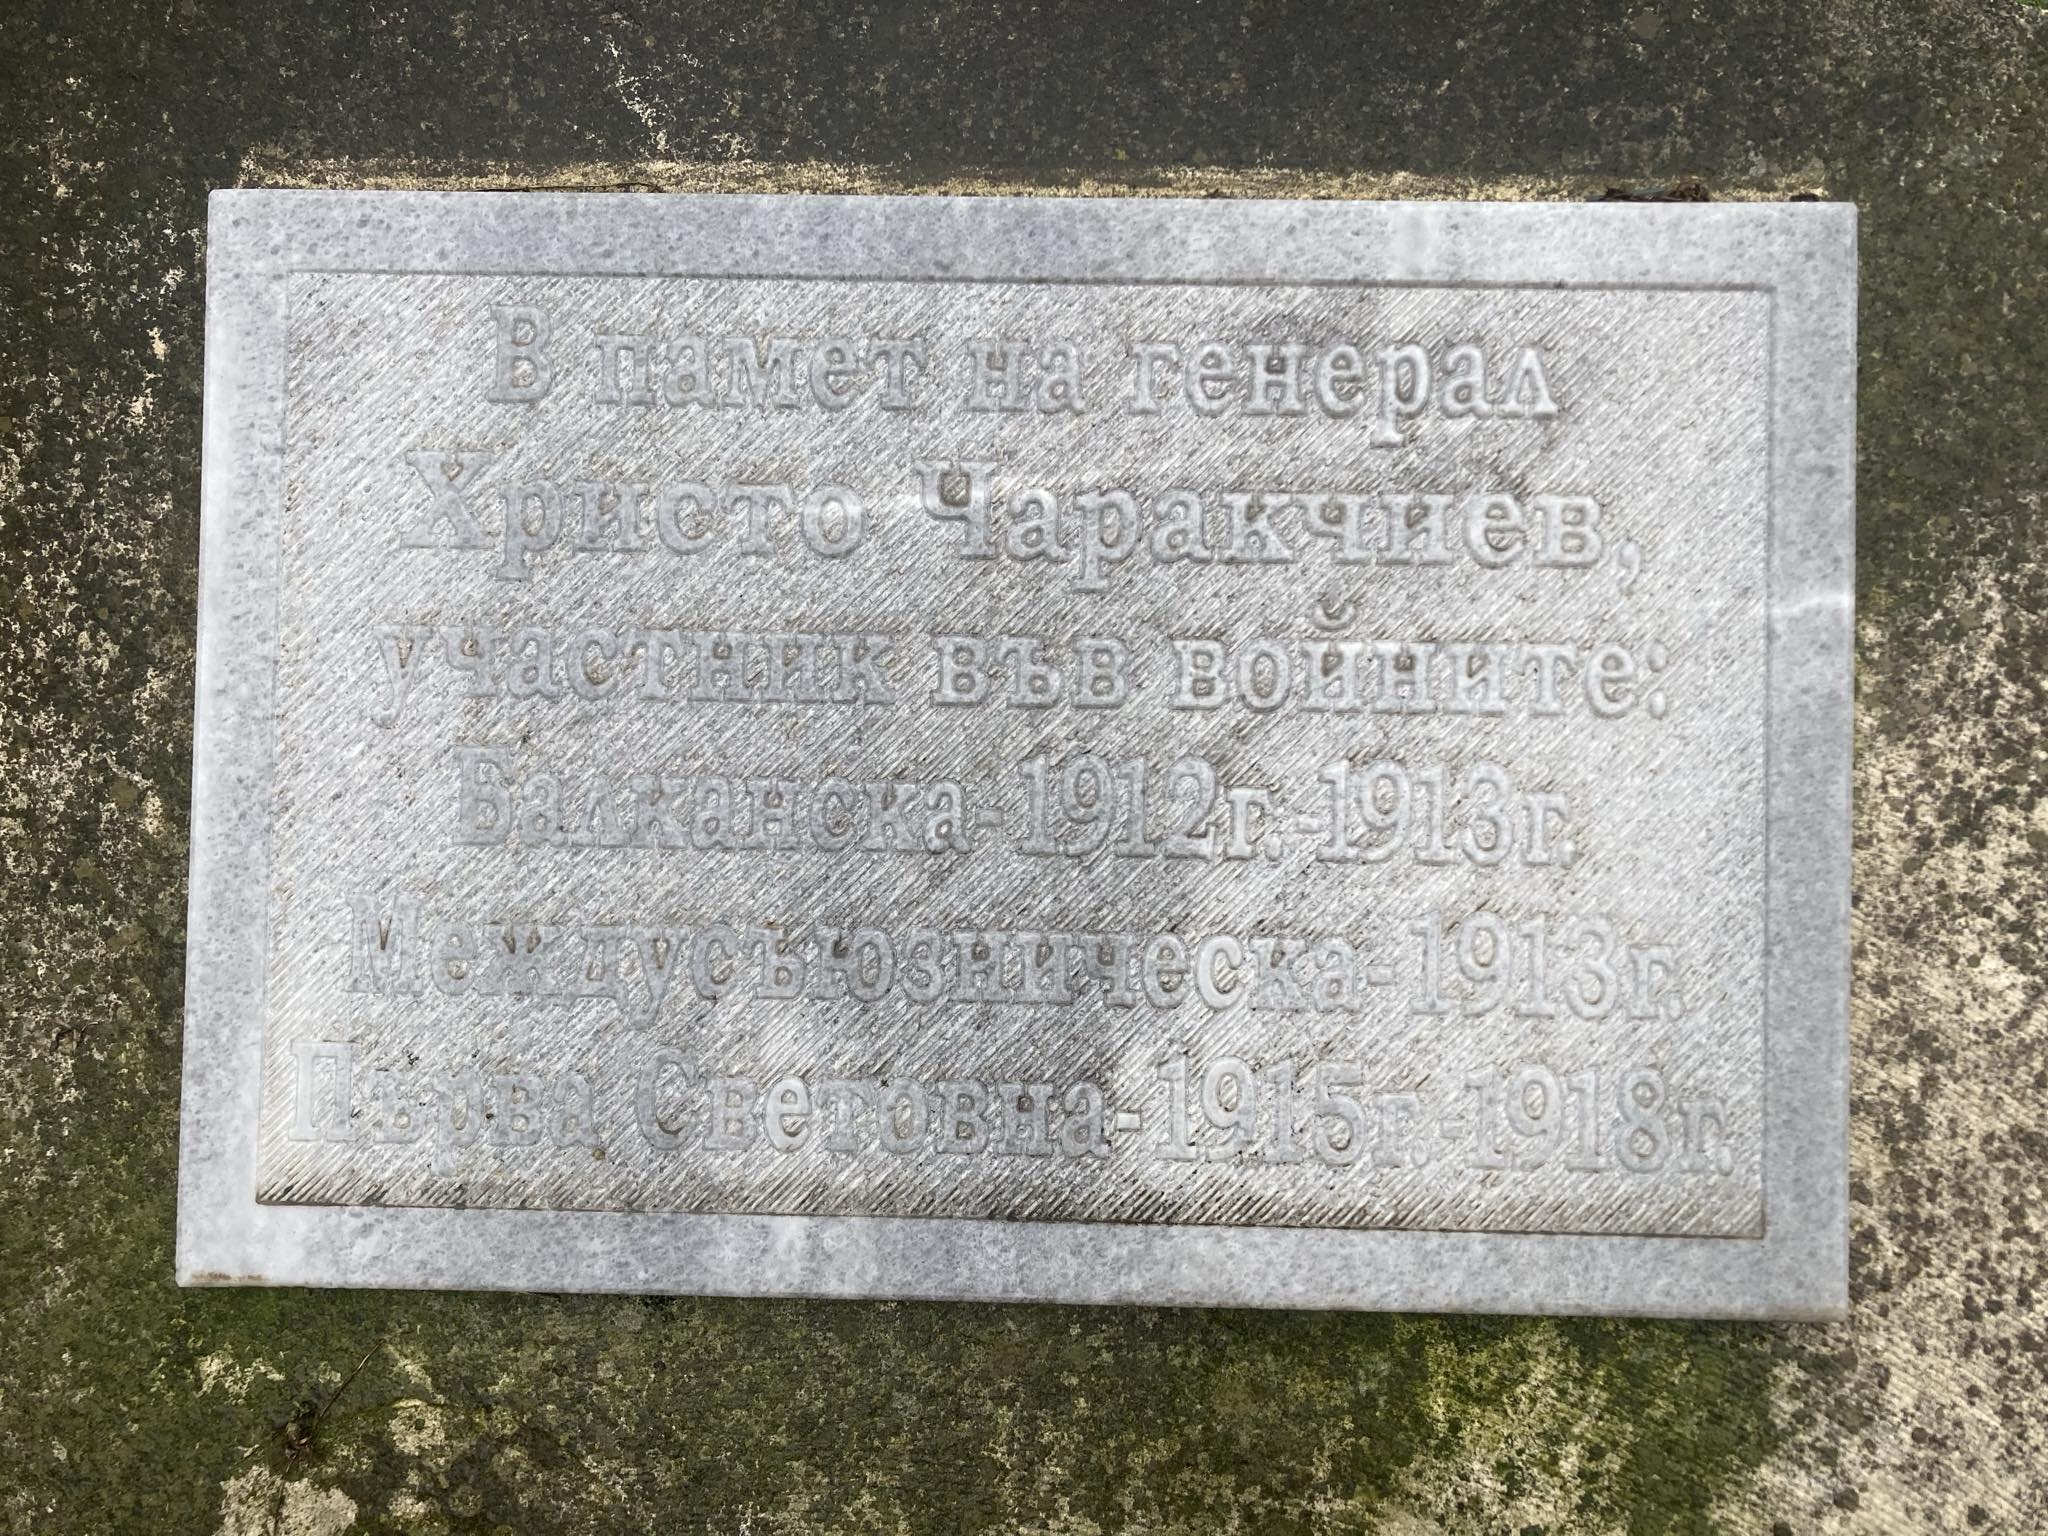 В памет на генерал
Христо Чаракчиев,
участник във войните:
Балканска-1912г.-1913г.
Междусъюзническа-1913г.
Първа Световна-1915г.-1918г.